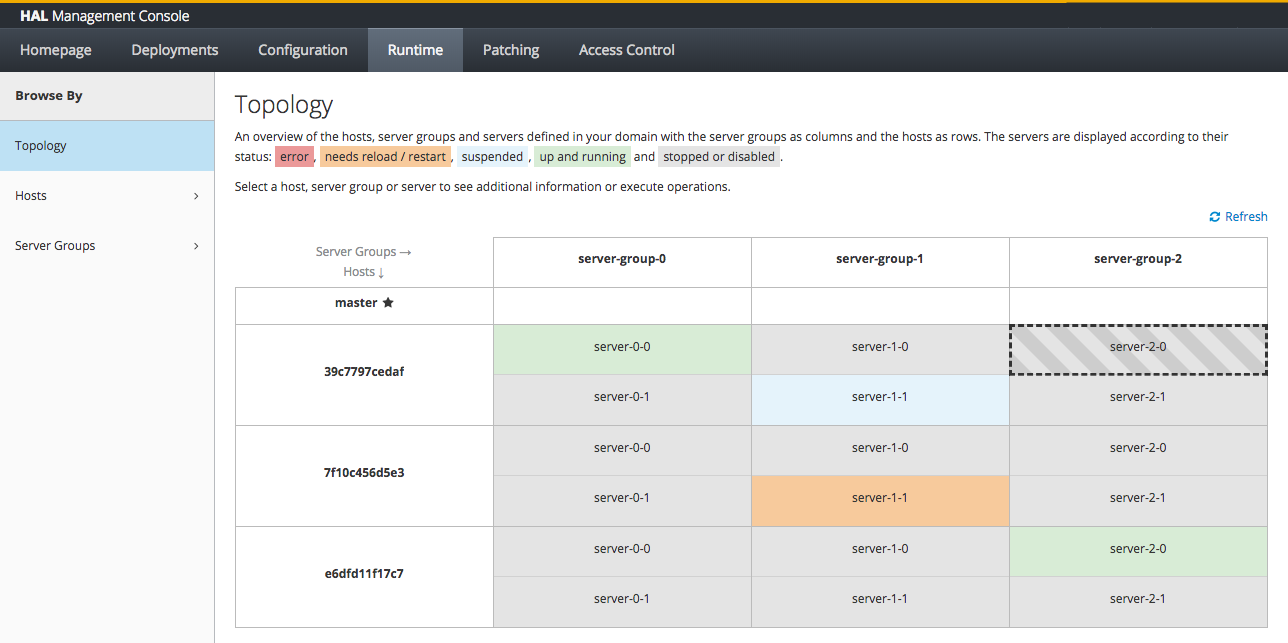 HAL Management Console
Homepage Deployments Configuration Runtime Patching Access Control
Browse By
Topology
Hosts
Server Groups
Topology
An overview of the hosts, server groups and servers defined in your domain with the server groups as columns and the hosts as rows. The servers are displayed according to their
status: error, needs reload / restart, suspended, up and running and stopped or disabled.
Select a host, server group or server to see additional information or execute operations.
Refresh
Server Groups →
Hosts ↓
server-group-0 server-group-1 server-group-2
master ★
39c7797cedaf
server-0-0 server-1-0 server-2-0
server-0-1 server-1-1 server-2-1
7f10c456d5e3
server-0-0 server-1-0 server-2-0
server-0-1 server-1-1 server-2-1
e6dfd11f17c7
server-0-0 server-1-0 server-2-0
server-0-1 server-1-1 server-2-1